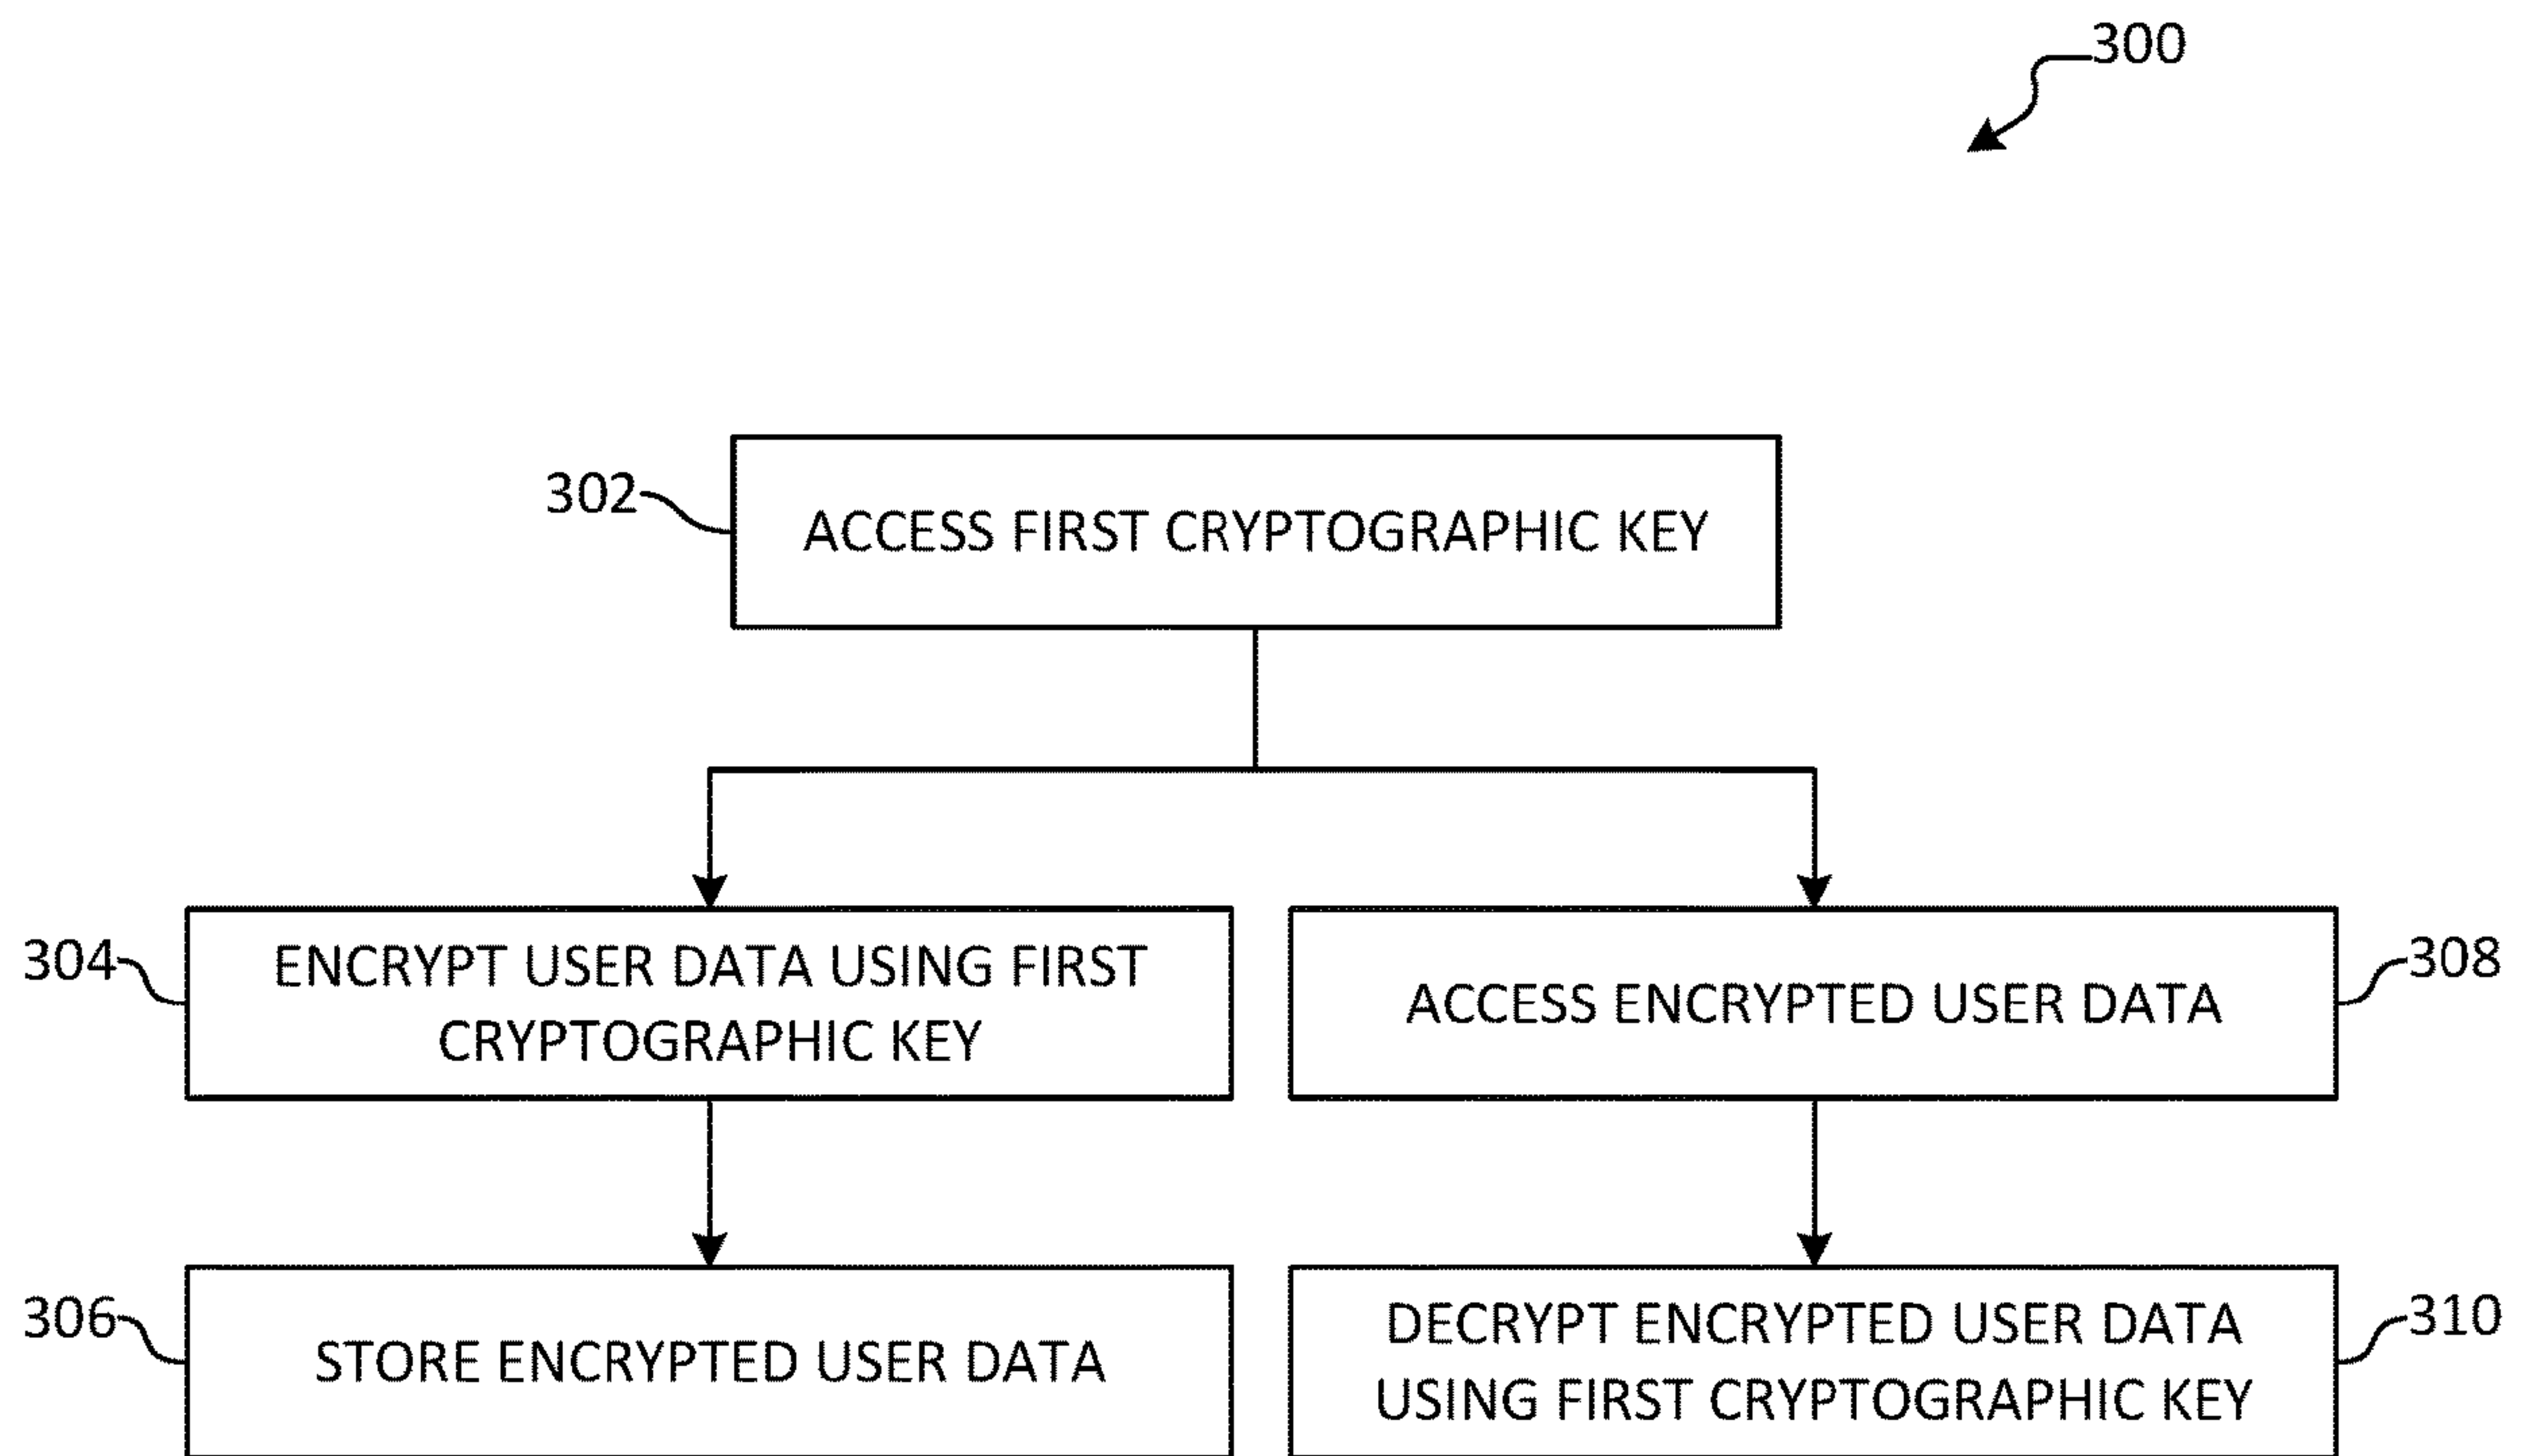 300
302
ACCESS FIRST CRYPTOGRAPHIC KEY
304
ENCRYPT USER DATA USING FIRST
CRYPTOGRAPHIC KEY
308
ACCESS ENCRYPTED USER DATA
306
STORE ENCRYPTED USER DATA
310
DECRYPT ENCRYPTED USER DATA
USING FIRST CRYPTOGRAPHIC KEY